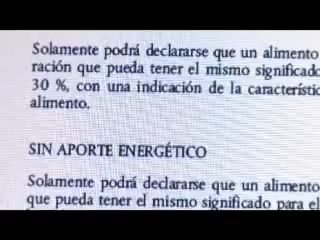 Solamente podrá declararse que un alimento
ración que pueda tener el mismo significado
30 %, con una indicación de la característic
alimento.
SIN APORTE ENERGÉTICO
Solamente podrá declararse que un alimento
que pueda tener el mismo significado para el